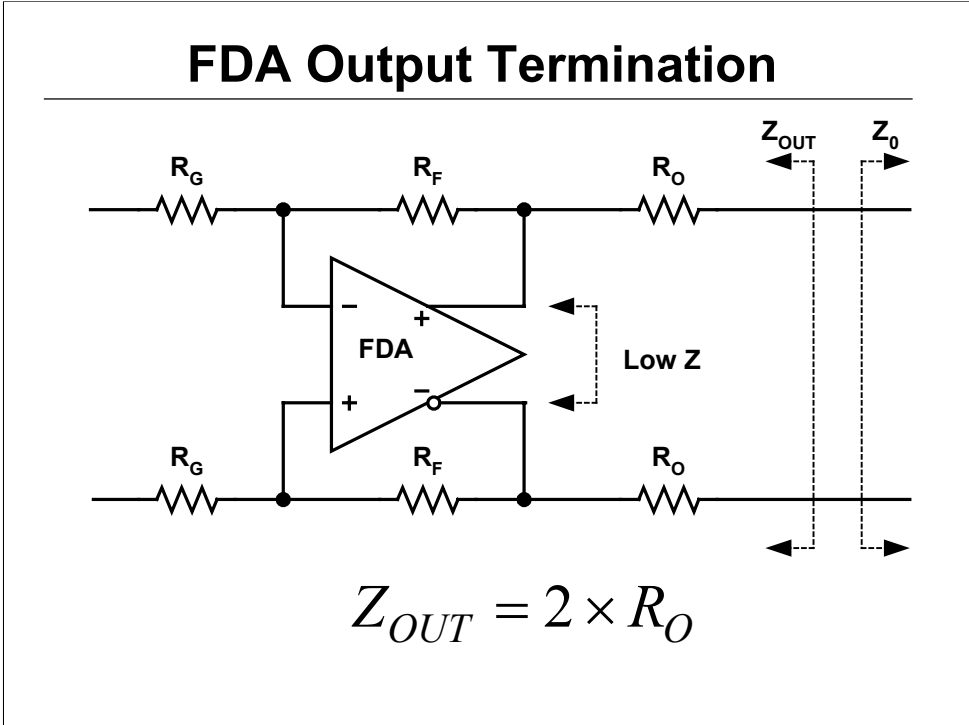 FDA Output Termination
Z_OUT Z_0
R_G R_F R_O
−
+
FDA
Low Z
−
+
R_G R_F R_O
Z_OUT = 2 × R_O